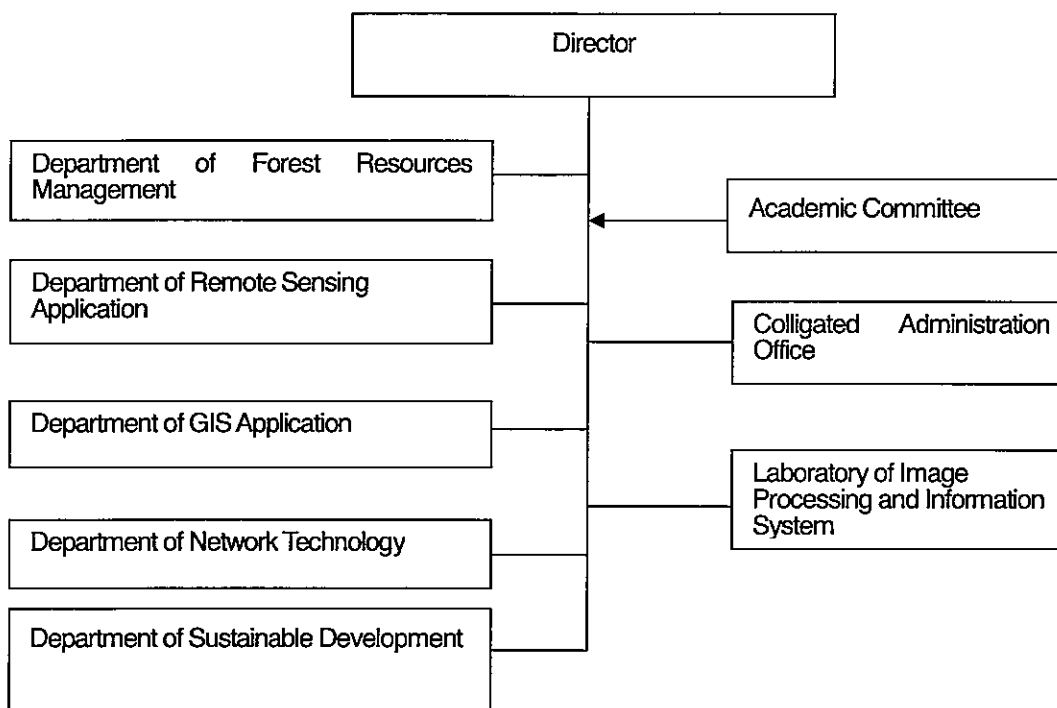 Director
Department of Forest Resources
Management
Academic Committee
Department of Remote Sensing
Application
Colligated Administration
Office
Department of GIS Application
Laboratory of Image
Processing and Information
System
Department of Network Technology
Department of Sustainable Development